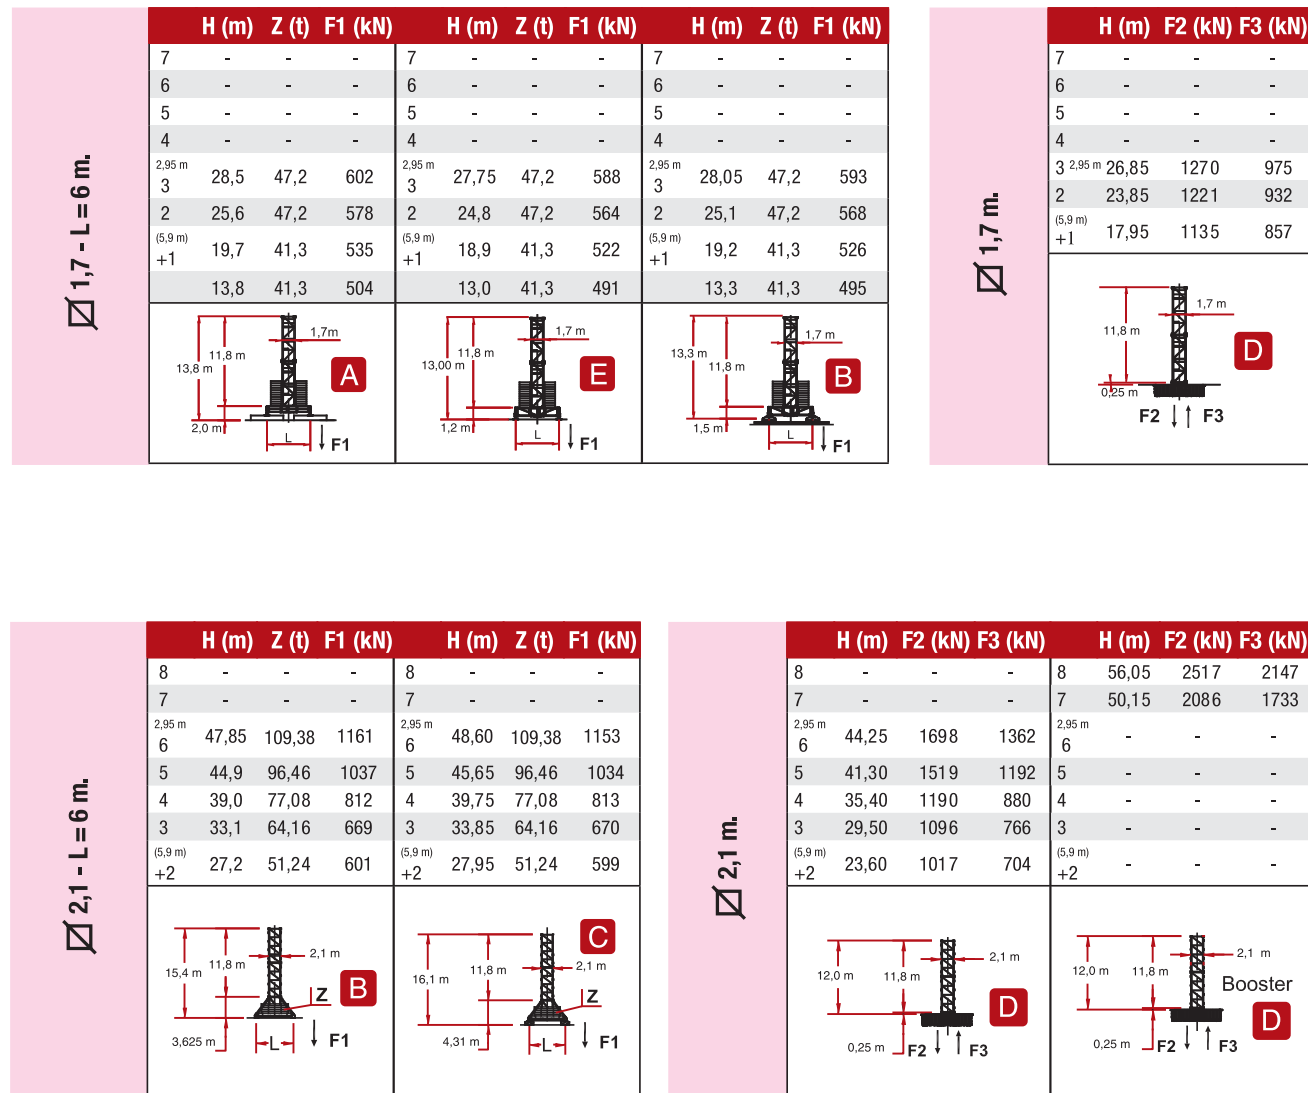 H (m) Z (t) F1 (kN) H (m) Z (t) F1 (kN) H (m) Z (t) F1 (kN)
7 - - - 7 - - - 7 - - -
6 - - - 6 - - - 6 - - -
5 - - - 5 - - - 5 - - -
4 - - - 4 - - - 4 - - -
2,95 m 2,95 m 2,95 m
3 28,5 47,2 602 3 27,75 47,2 588 3 28,05 47,2 593
2 25,6 47,2 578 2 24,8 47,2 564 2 25,1 47,2 568
(5,9 m) (5,9 m) (5,9 m)
+1 19,7 41,3 535 +1 18,9 41,3 522 +1 19,2 41,3 526
13,8 41,3 504 13,0 41,3 491 13,3 41,3 495
1,7 - L = 6 m.
1,7m
11,8 m
13,8 m
A
2,0 m
L
F1
1,7 m
11,8 m
13,00 m
E
1,2 m
L
F1
1,7 m
13,3 m
11,8 m
B
1,5 m
L
F1
H (m) F2 (kN) F3 (kN)
7 - - -
6 - - -
5 - - -
4 - - -
3 2,95 m 26,85 1270 975
2 23,85 1221 932
(5,9 m)
+1 17,95 1135 857
1,7 m.
1,7 m
11,8 m
D
0,25 m
F2 F3
H (m) Z (t) F1 (kN) H (m) Z (t) F1 (kN)
8 - - - 8 - - -
7 - - - 7 - - -
2,95 m 2,95 m
6 47,85 109,38 1161 6 48,60 109,38 1153
5 44,9 96,46 1037 5 45,65 96,46 1034
4 39,0 77,08 812 4 39,75 77,08 813
3 33,1 64,16 669 3 33,85 64,16 670
(5,9 m) (5,9 m)
+2 27,2 51,24 601 +2 27,95 51,24 599
2,1 - L = 6 m.
2,1 m
15,4 m 11,8 m
Z B
3,625 m L F1
C
2,1 m
16,1 m 11,8 m
Z
4,31 m L F1
H (m) F2 (kN) F3 (kN) H (m) F2 (kN) F3 (kN)
8 - - - 8 56,05 2517 2147
7 - - - 7 50,15 2086 1733
2,95 m 2,95 m
6 44,25 1698 1362 6 - - -
5 41,30 1519 1192 5 - - -
4 35,40 1190 880 4 - - -
3 29,50 1096 766 3 - - -
(5,9 m) (5,9 m)
+2 23,60 1017 704 +2 - - -
2,1 m.
2,1 m
12,0 m 11,8 m
D
0,25 m F2 F3
2,1 m
12,0 m 11,8 m
Booster
D
0,25 m F2 F3